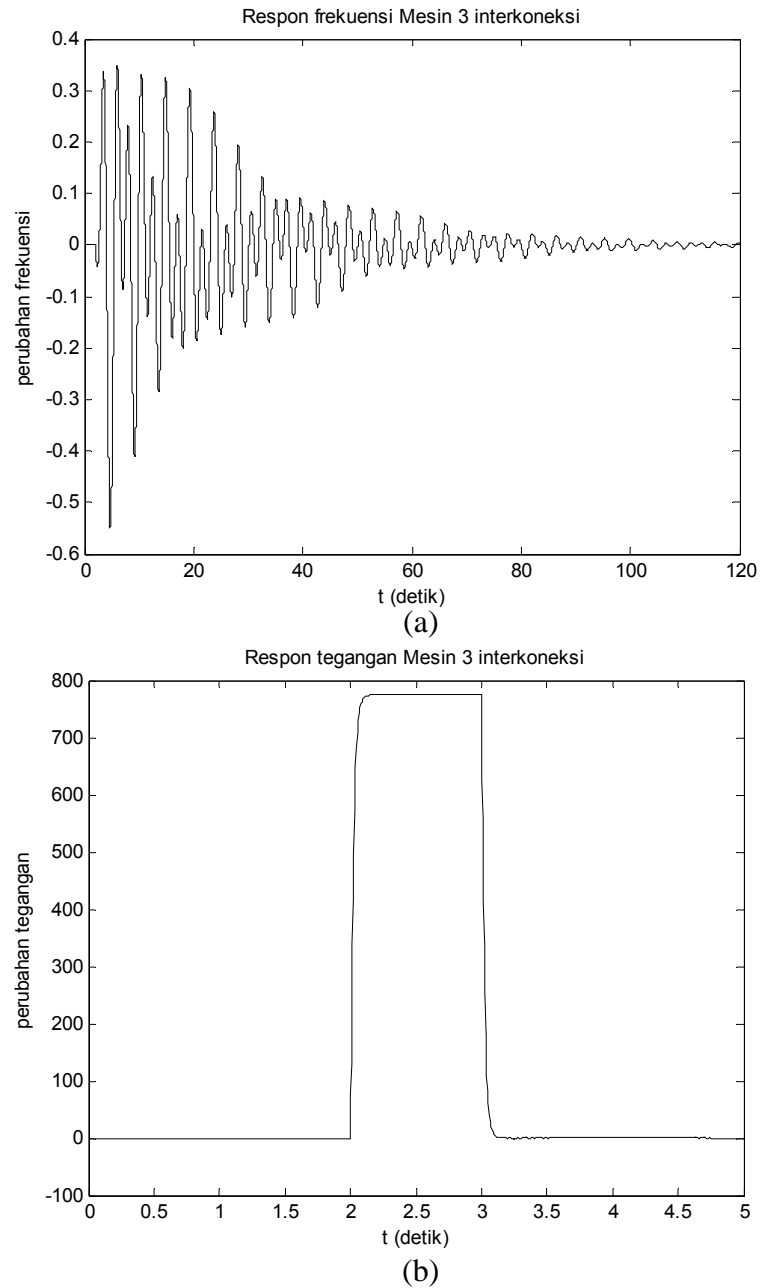 Respon frekuensi Mesin 3 interkoneksi
0.4
0.3
0.2
0.1
0
-0.1
-0.2
-0.3
-0.4
-0.5
-0.6
perubahan frekuensi
0 20 40 60 80 100 120
t (detik)
(a)
Respon tegangan Mesin 3 interkoneksi
800
700
600
500
400
300
200
100
0
-100
perubahan tegangan
0 0.5 1 1.5 2 2.5 3 3.5 4 4.5 5
t (detik)
(b)